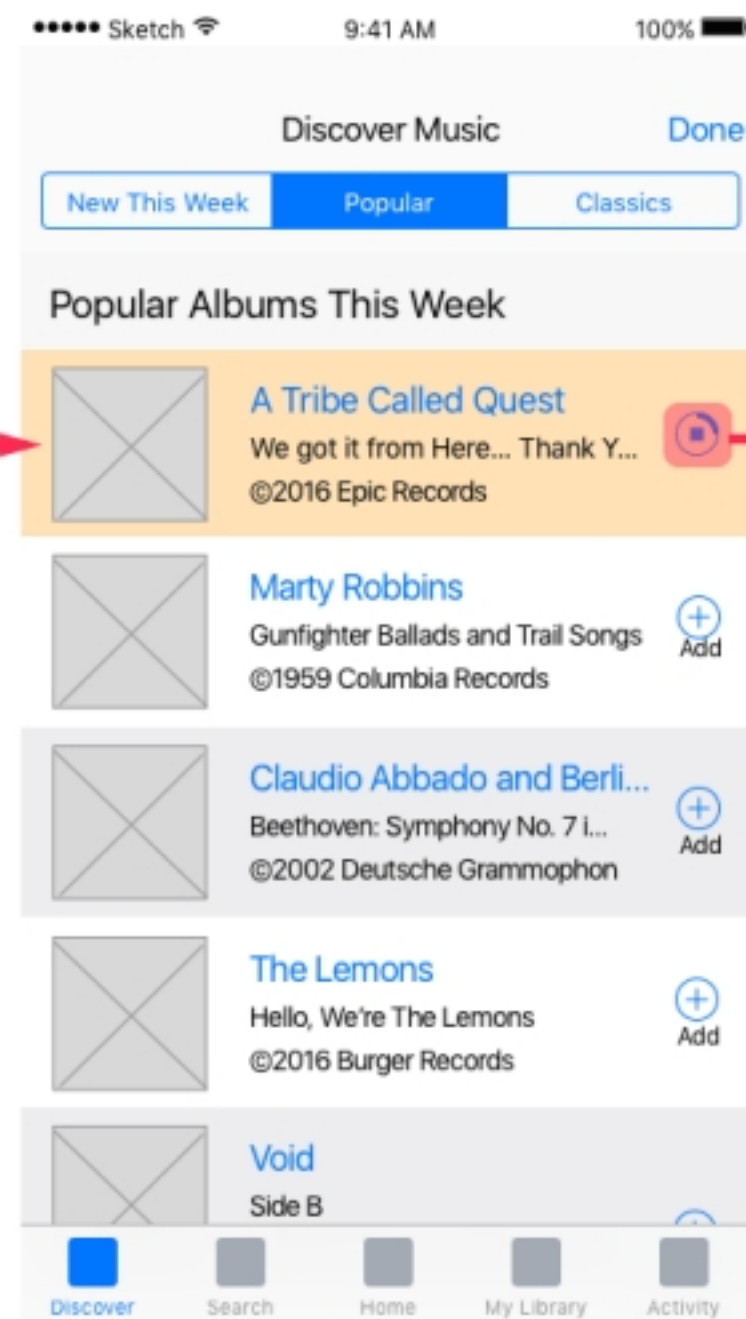 ••••• Sketch 9:41 AM 100%
Discover Music Done
New This Week Popular Classics
Popular Albums This Week
A Tribe Called Quest
We got it from Here... Thank Y...
©2016 Epic Records
Marty Robbins
Gunfighter Ballads and Trail Songs
©1959 Columbia Records
Add
Claudio Abbado and Berli...
Beethoven: Symphony No. 7 i...
©2002 Deutsche Grammophon
Add
The Lemons
Hello, We're The Lemons
©2016 Burger Records
Add
Void
Side B
Discover Search Home My Library Activity